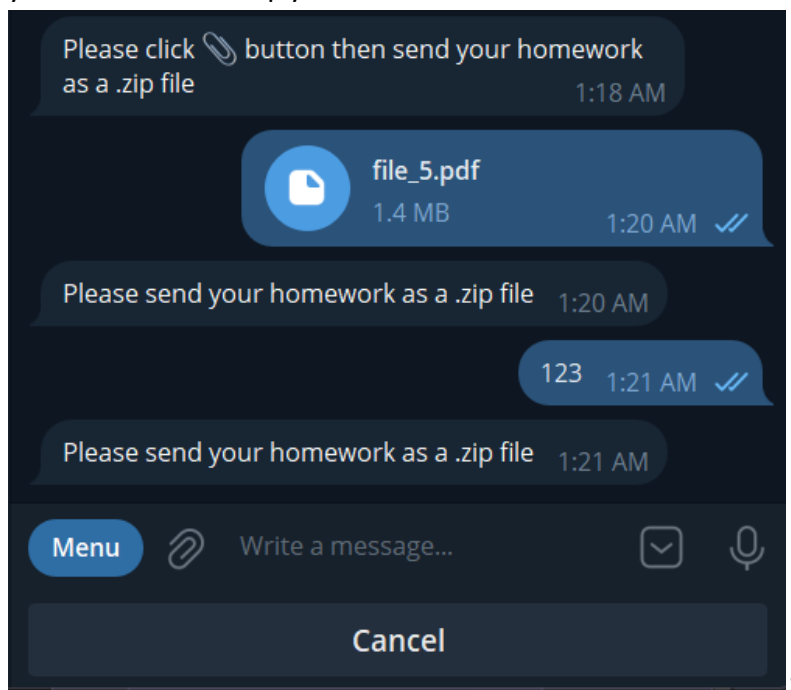 Please click 📎 button then send your homework
as a .zip file
1:18 AM
file_5.pdf
1.4 MB
1:20 AM
Please send your homework as a .zip file 1:20 AM
123 1:21 AM
Please send your homework as a .zip file 1:21 AM
Menu Write a message...
Cancel